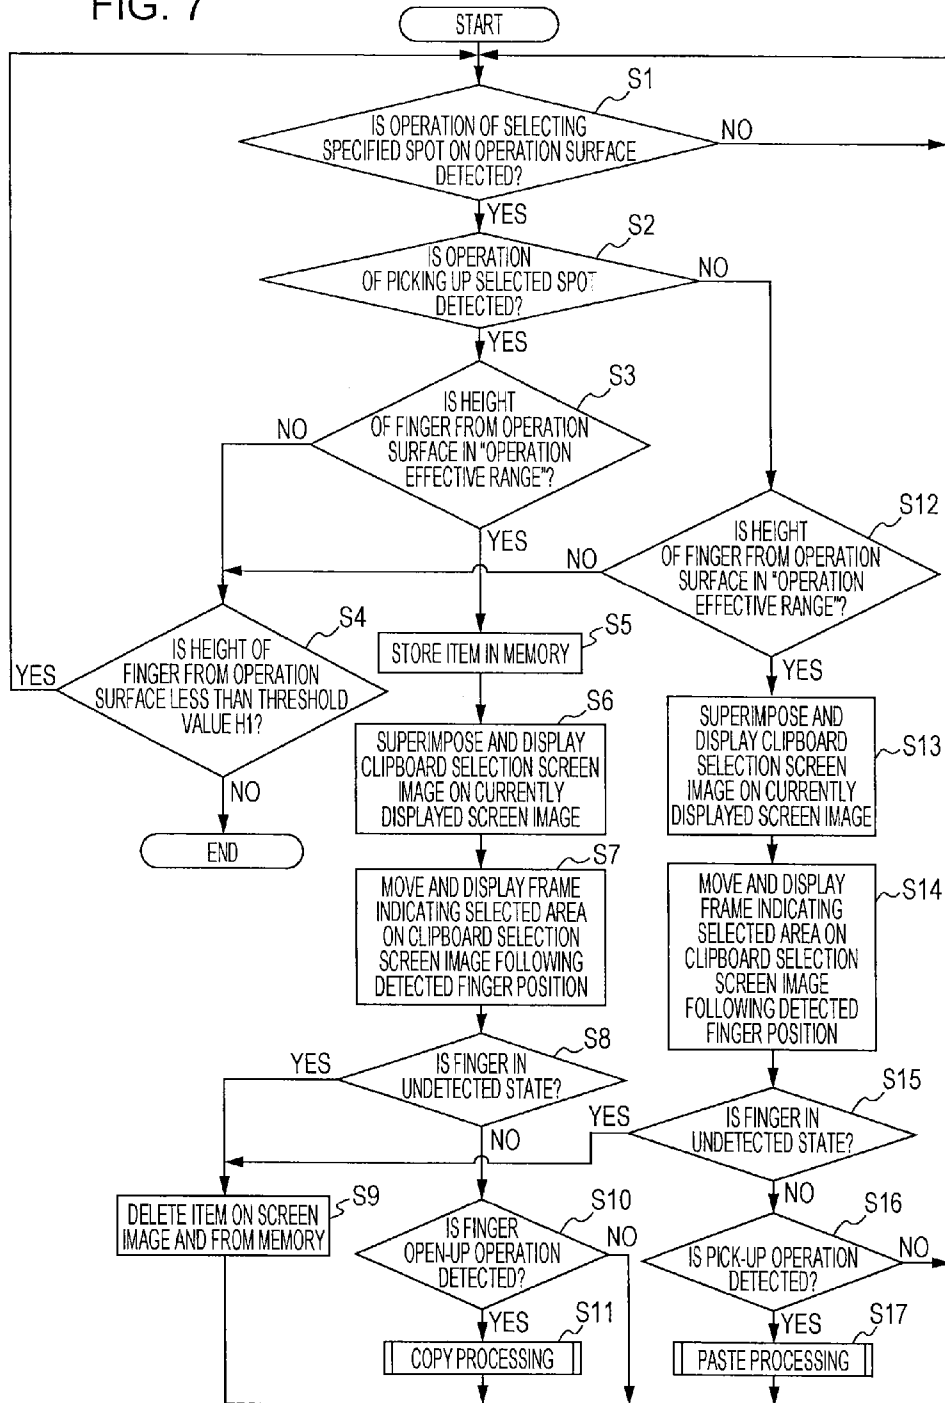 FIG. 7
START
S1
IS OPERATION OF SELECTING
SPECIFIED SPOT ON OPERATION SURFACE
DETECTED?
NO
YES
S2
IS OPERATION
OF PICKING UP SELECTED SPOT
DETECTED?
NO
YES
S3
IS HEIGHT
OF FINGER FROM OPERATION
SURFACE IN "OPERATION
EFFECTIVE RANGE"?
NO
YES
S12
IS HEIGHT
OF FINGER FROM OPERATION
SURFACE IN "OPERATION
EFFECTIVE RANGE"?
NO
YES
S4
IS HEIGHT OF
FINGER FROM OPERATION
SURFACE LESS THAN THRESHOLD
VALUE H1?
YES
NO
END
S5
STORE ITEM IN MEMORY
S6
SUPERIMPOSE AND DISPLAY
CLIPBOARD SELECTION SCREEN
IMAGE ON CURRENTLY
DISPLAYED SCREEN IMAGE
S13
SUPERIMPOSE AND
DISPLAY CLIPBOARD
SELECTION SCREEN
IMAGE ON CURRENTLY
DISPLAYED SCREEN IMAGE
S7
MOVE AND DISPLAY FRAME
INDICATING SELECTED AREA
ON CLIPBOARD SELECTION
SCREEN IMAGE FOLLOWING
DETECTED FINGER POSITION
S14
MOVE AND DISPLAY
FRAME INDICATING
SELECTED AREA ON
CLIPBOARD SELECTION
SCREEN IMAGE
FOLLOWING DETECTED
FINGER POSITION
S8
IS FINGER IN
UNDETECTED STATE?
YES
NO
S15
IS FINGER IN
UNDETECTED STATE?
YES
NO
S9
DELETE ITEM ON SCREEN
IMAGE AND FROM MEMORY
S10
IS FINGER
OPEN-UP OPERATION
DETECTED?
NO
YES
S16
IS PICK-UP OPERATION
DETECTED?
NO
YES
S11
COPY PROCESSING
S17
PASTE PROCESSING